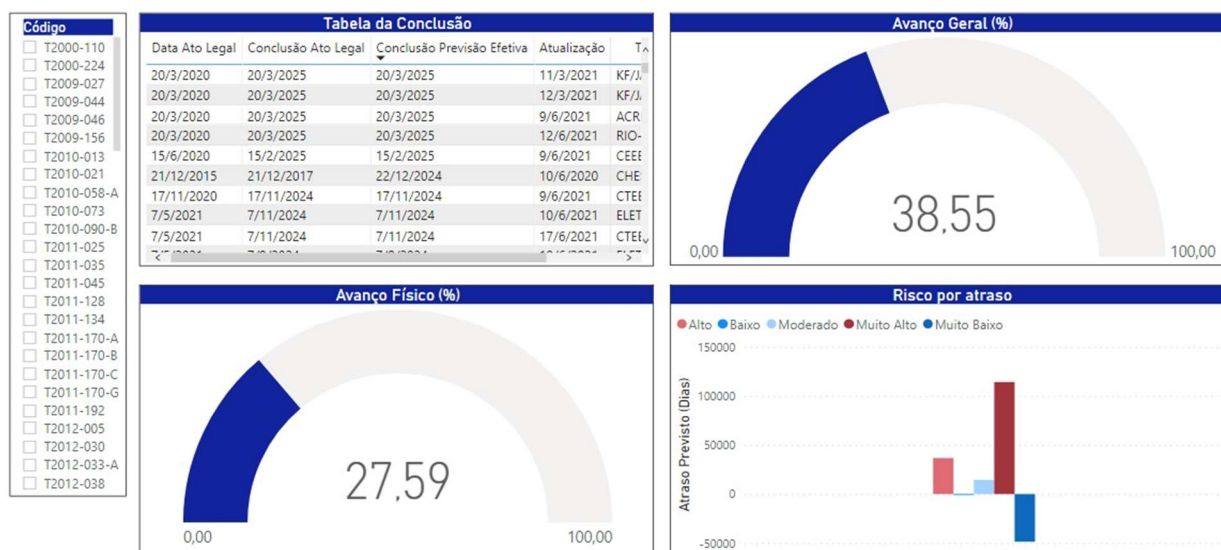 Código
T2000-110
T2000-224
T2009-027
T2009-044
T2009-046
T2009-156
T2010-013
T2010-021
T2010-058-A
T2010-073
T2010-090-B
T2011-025
T2011-035
T2011-045
T2011-128
T2011-134
T2011-170-A
T2011-170-B
T2011-170-C
T2011-170-G
T2011-192
T2012-005
T2012-030
T2012-033-A
T2012-038
Tabela da Conclusão
Data Ato Legal Conclusão Ato Legal Conclusão Previsão Efetiva Atualização
20/3/2020 20/3/2025 20/3/2025 11/3/2021 KF/J
20/3/2020 20/3/2025 20/3/2025 12/3/2021 KF/J
20/3/2020 20/3/2025 20/3/2025 9/6/2021 ACR
20/3/2020 20/3/2025 20/3/2025 12/6/2021 RIO-
15/6/2020 15/2/2025 15/2/2025 9/6/2021 CEEE
21/12/2015 21/12/2017 22/12/2024 10/6/2020 CHE
17/11/2020 17/11/2024 17/11/2024 9/6/2021 CTEE
7/5/2021 7/11/2024 7/11/2024 10/6/2021 ELET
7/5/2021 7/11/2024 7/11/2024 17/6/2021 CTEE
Avanço Geral (%)
38,55
0,00 100,00
Avanço Físico (%)
27,59
0,00 100,00
Risco por atraso
Alto Baixo Moderado Muito Alto Muito Baixo
Atraso Previsto (Dias)
150000
100000
50000
0
-50000